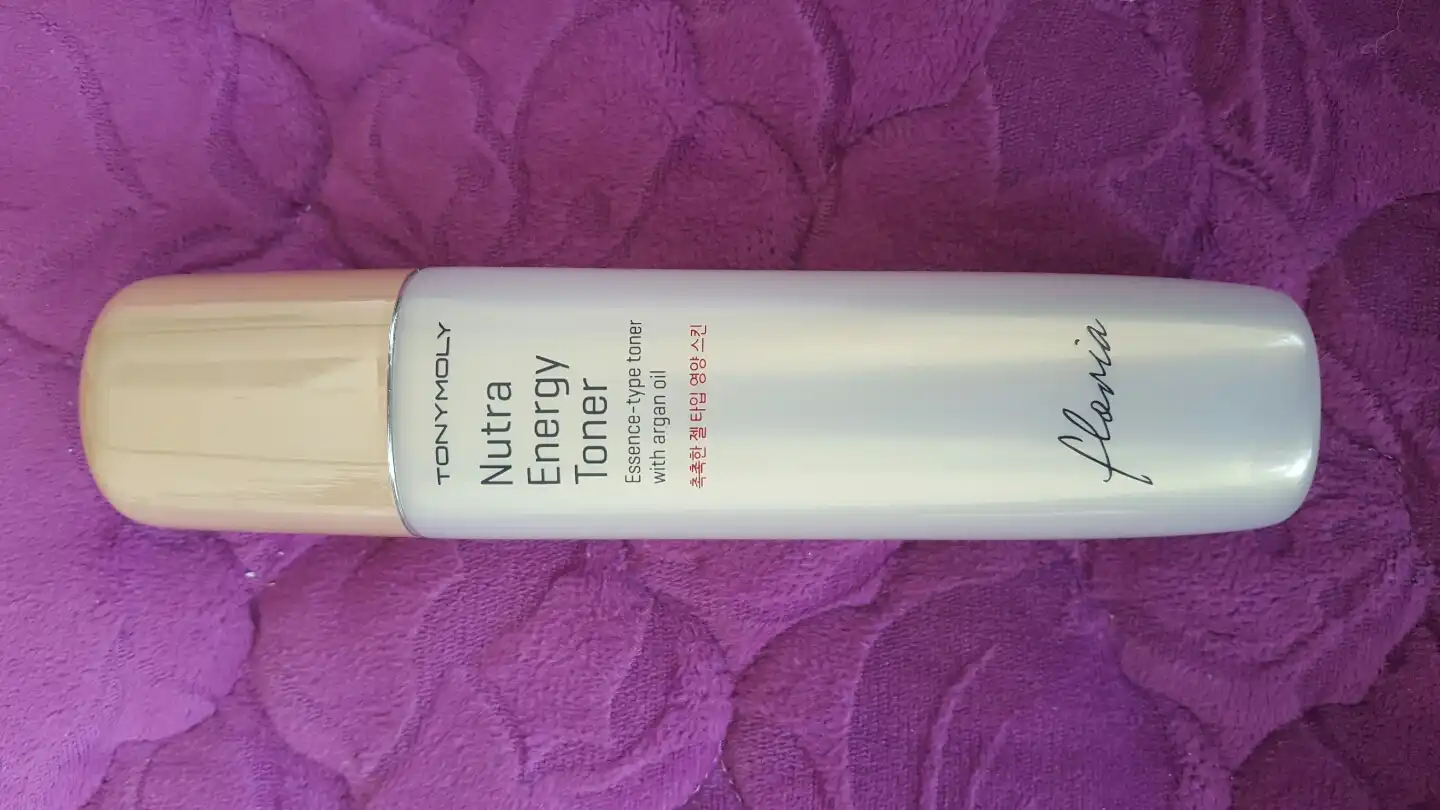 TONYMOLY
Nutra
Energy
Toner
Essence-type toner
with argan oil
촉촉한 젤 타입 영양 스킨
floria